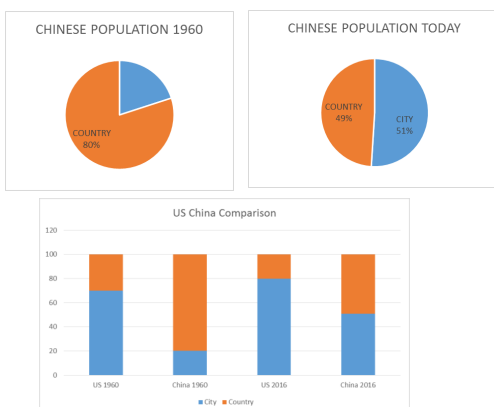 CHINESE POPULATION 1960
COUNTRY
80%
CHINESE POPULATION TODAY
COUNTRY
49%
CITY
51%
US China Comparison
120
100
80
60
40
20
0
US 1960 China 1960 US 2016 China 2016
City Country